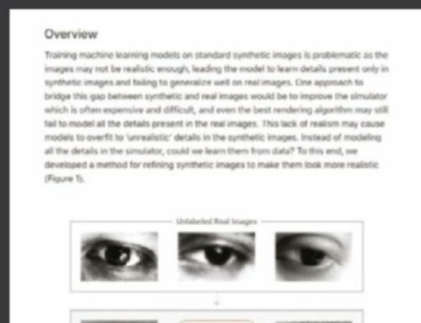 Overview
Training machine learning models on standard synthetic images is problematic as the
images may not be realistic enough, leading the model to learn details present only in
synthetic images and failing to generalize well on real images. One approach to
bridge this gap between synthetic and real images would be to improve the simulator
which is often expensive and difficult, and even the best rendering algorithm may still
fail to model all the details present in the real images. This lack of realism may cause
models to overfit to 'unrealistic' details in the synthetic images. Instead of modeling
all the details in the simulator, could we learn them from data? To this end, we
developed a method for refining synthetic images to make them look more realistic
(Figure 1).
Unlabeled Real Images